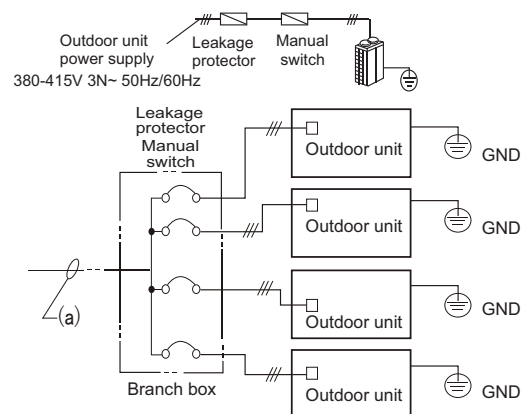 Outdoor unit
power supply
380-415V 3N~ 50Hz/60Hz
Leakage
protector
Manual
switch
Leakage
protector
Manual
switch
Outdoor unit
GND
Outdoor unit
GND
Outdoor unit
GND
Outdoor unit
GND
(a)
Branch box